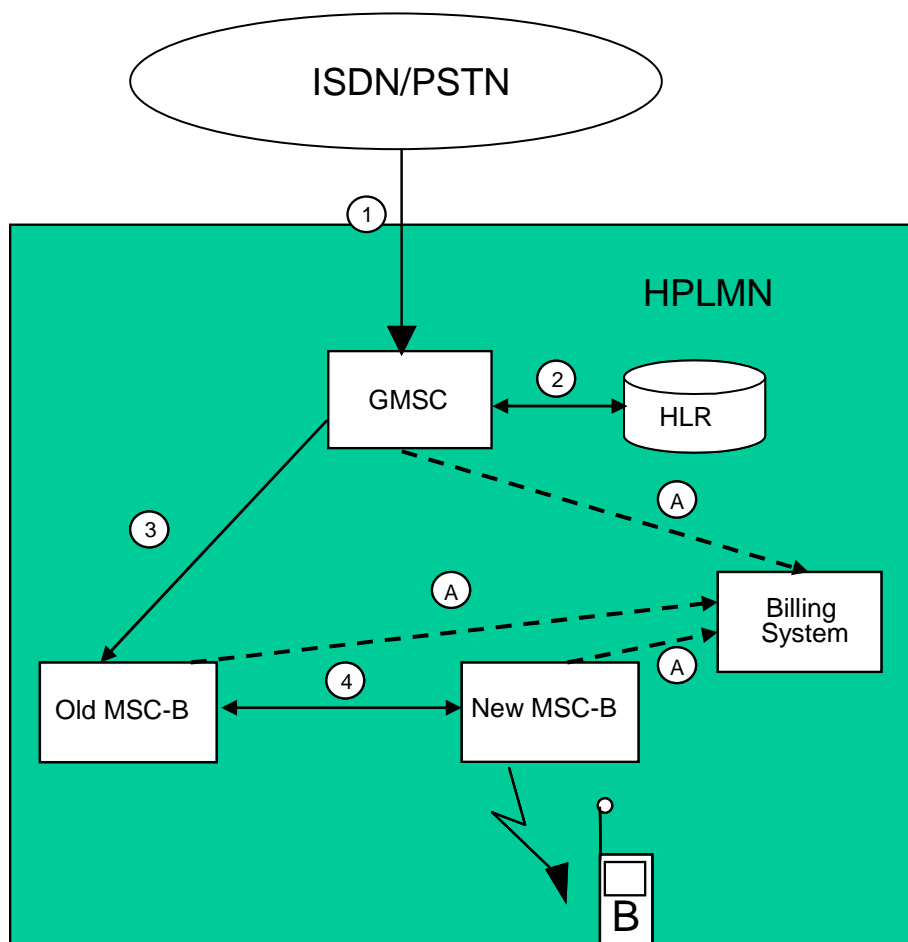 ISDN/PSTN
1
HPLMN
GMSC
2
HLR
A
3
A
Billing
System
A
Old MSC-B
4
New MSC-B
B